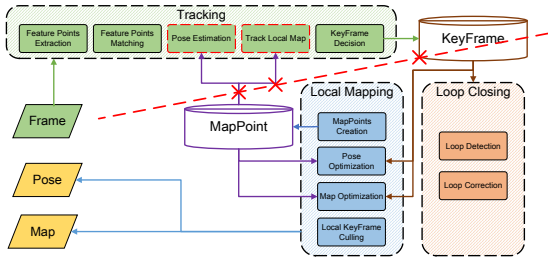 Tracking
Feature Points
Extraction
Feature Points
Matching
Pose Estimation
Track Local Map
KeyFrame
Decision
KeyFrame
Frame
MapPoint
Local Mapping
MapPoints
Creation
Pose
Optimization
Map Optimization
Local KeyFrame
Culling
Loop Closing
Loop Detection
Loop Correction
Pose
Map